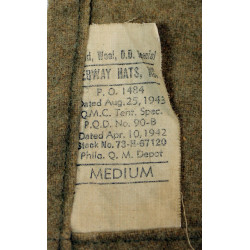 Wool, O.D.
HATS,
P.O. 1484
Dated Aug. 25, 1943
Q.M.C. Tent. Spec.
P.Q.D. No. 90-B
Dated Apr. 10, 1942
Stock No. 73-H-67120
Phila. Q. M. Depot
MEDIUM